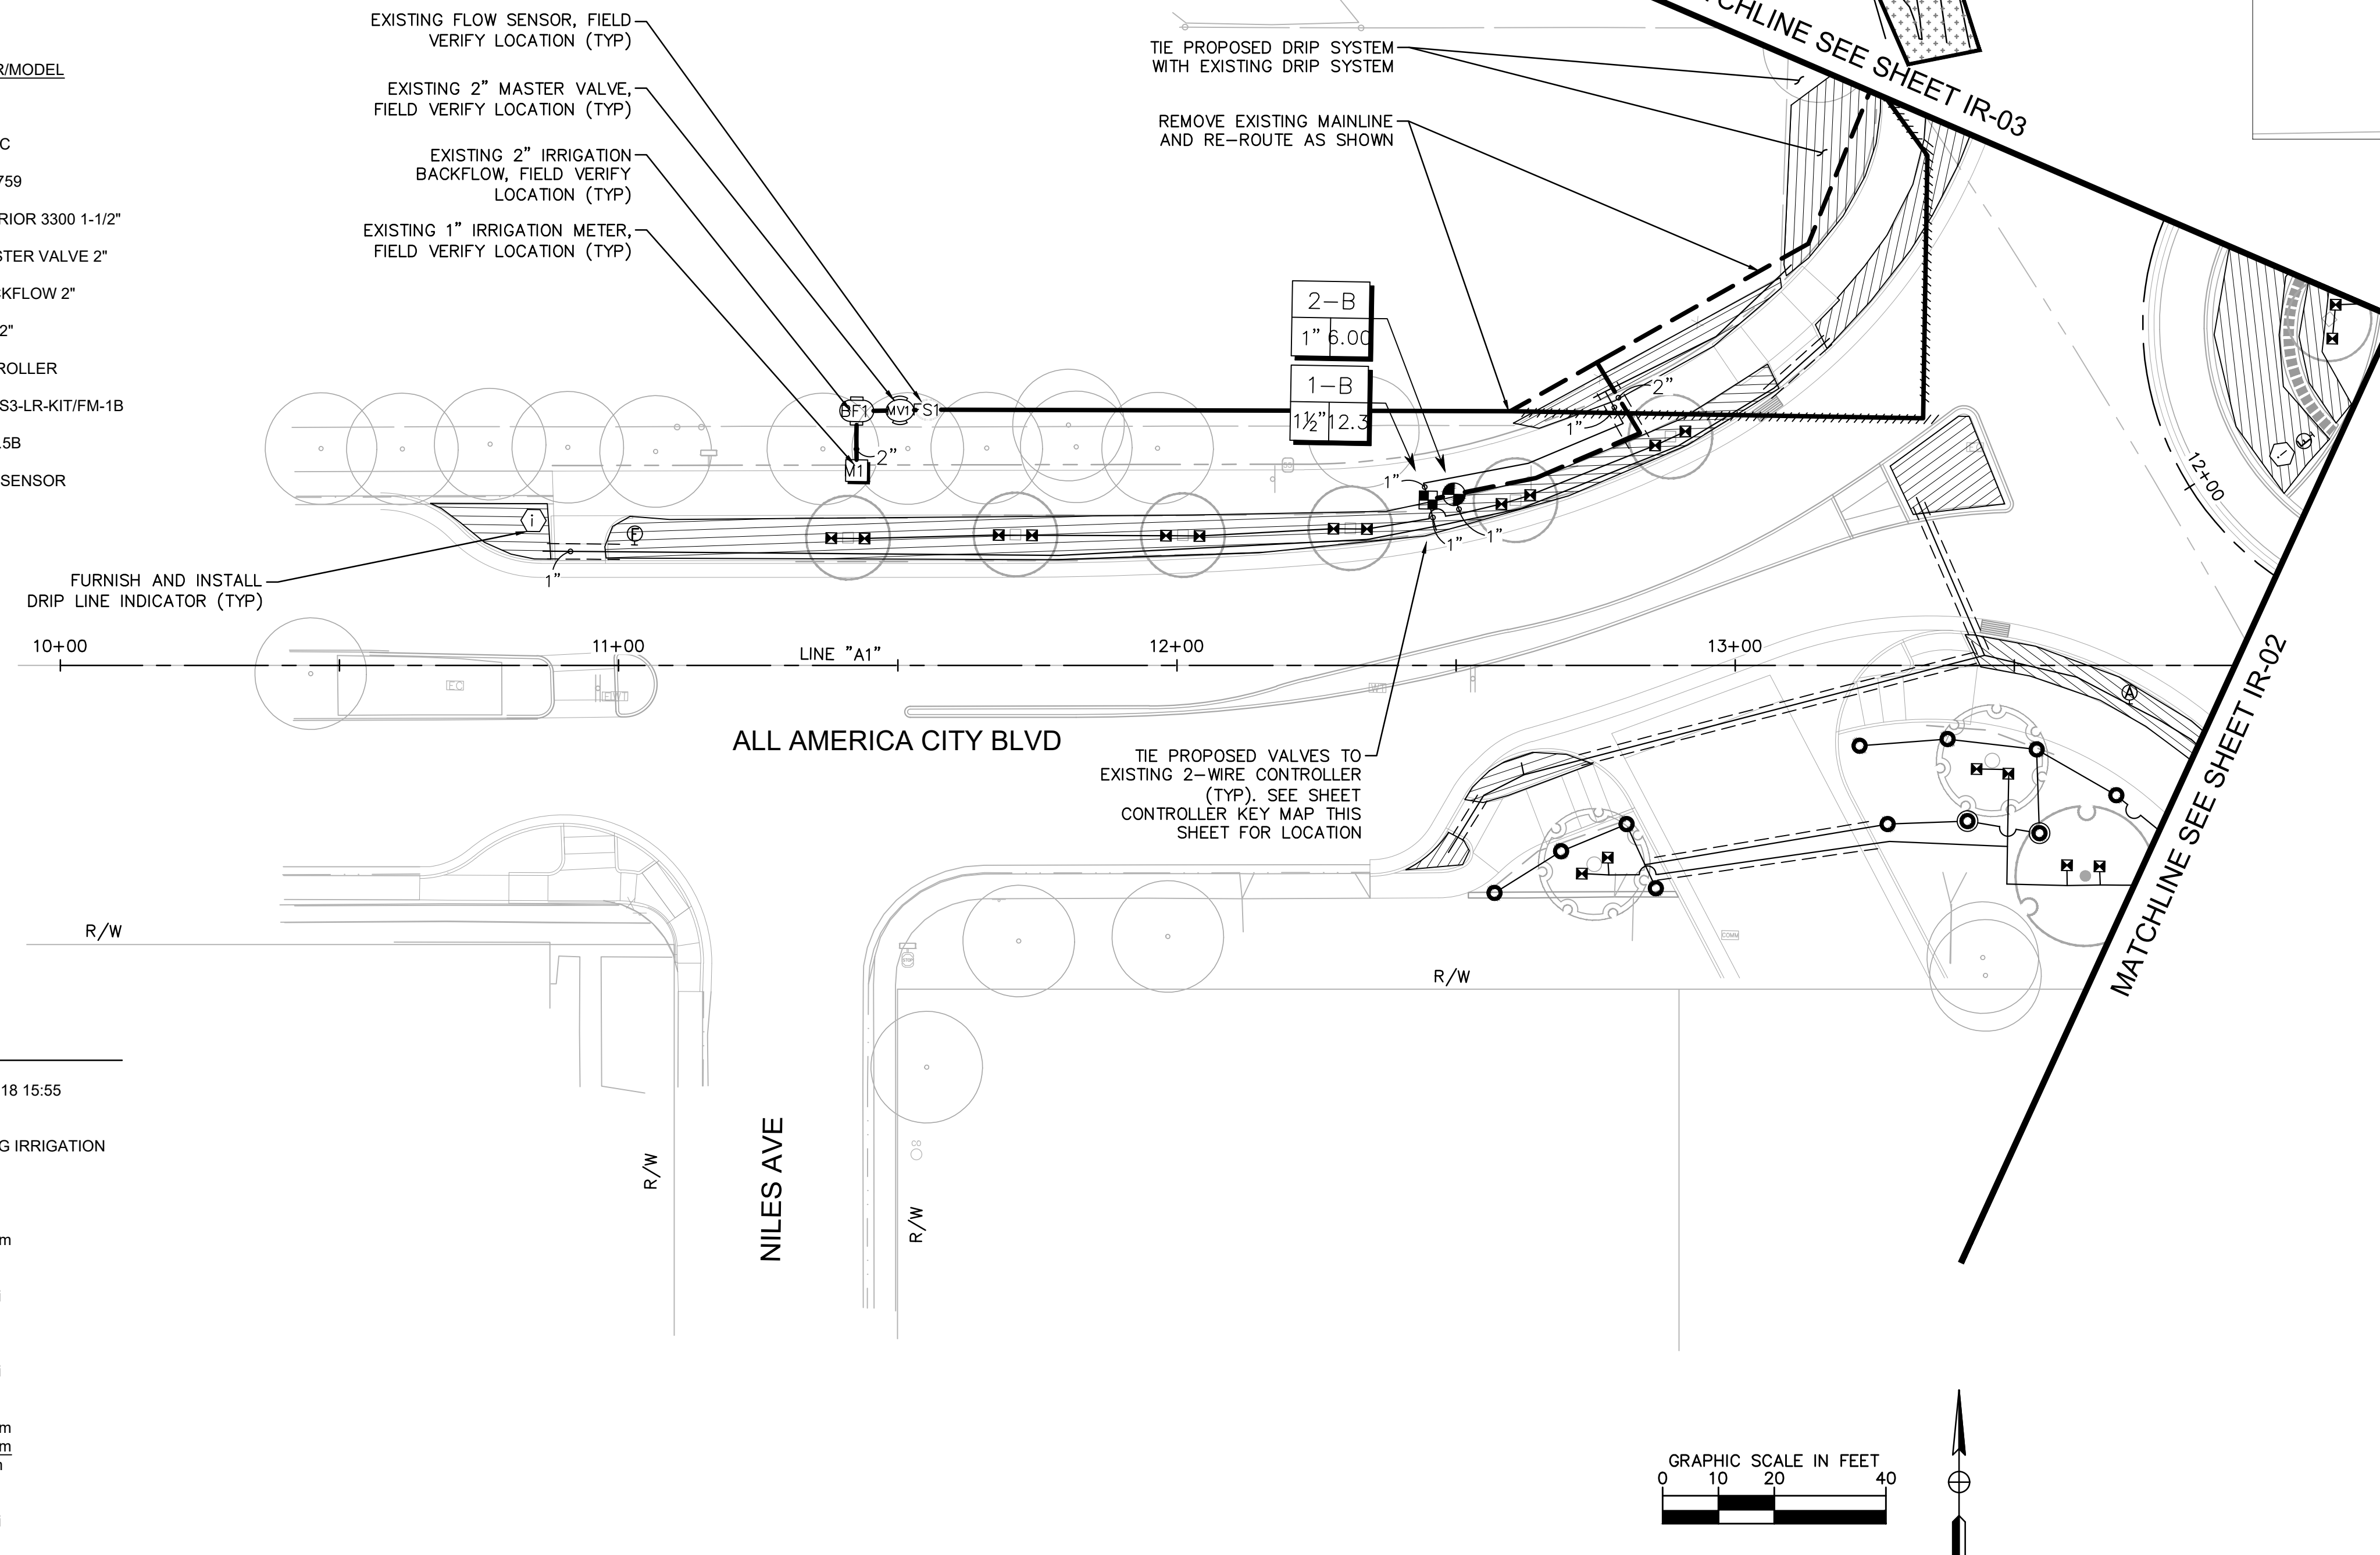 R/MODEL
C
759
RIOR 3300 1-1/2"
STER VALVE 2"
CKFLOW 2"
2"
ROLLER
S3-LR-KIT/FM-1B
.5B
SENSOR
18 15:55
G IRRIGATION
m
m
m
EXISTING FLOW SENSOR, FIELD
VERIFY LOCATION (TYP)
EXISTING 2" MASTER VALVE,
FIELD VERIFY LOCATION (TYP)
EXISTING 2" IRRIGATION
BACKFLOW, FIELD VERIFY
LOCATION (TYP)
EXISTING 1" IRRIGATION METER,
FIELD VERIFY LOCATION (TYP)
TIE PROPOSED DRIP SYSTEM
WITH EXISTING DRIP SYSTEM
REMOVE EXISTING MAINLINE
AND RE-ROUTE AS SHOWN
TCHLINE SEE SHEET IR-03
2-B
1" 6.00
1-B
1½" 12.3
BF1
MV1
FS1
2"
M1
2"
1"
1"
1"
1"
i
F
1"
FURNISH AND INSTALL
DRIP LINE INDICATOR (TYP)
i
F
12+00
10+00
11+00
LINE "A1"
12+00
13+00
EC
A
ALL AMERICA CITY BLVD
TIE PROPOSED VALVES TO
EXISTING 2-WIRE CONTROLLER
(TYP). SEE SHEET
CONTROLLER KEY MAP THIS
SHEET FOR LOCATION
MATCHLINE SEE SHEET IR-02
R/W
COMM
R/W
CO
R/W
NILES AVE
R/W
GRAPHIC SCALE IN FEET
0 10 20 40